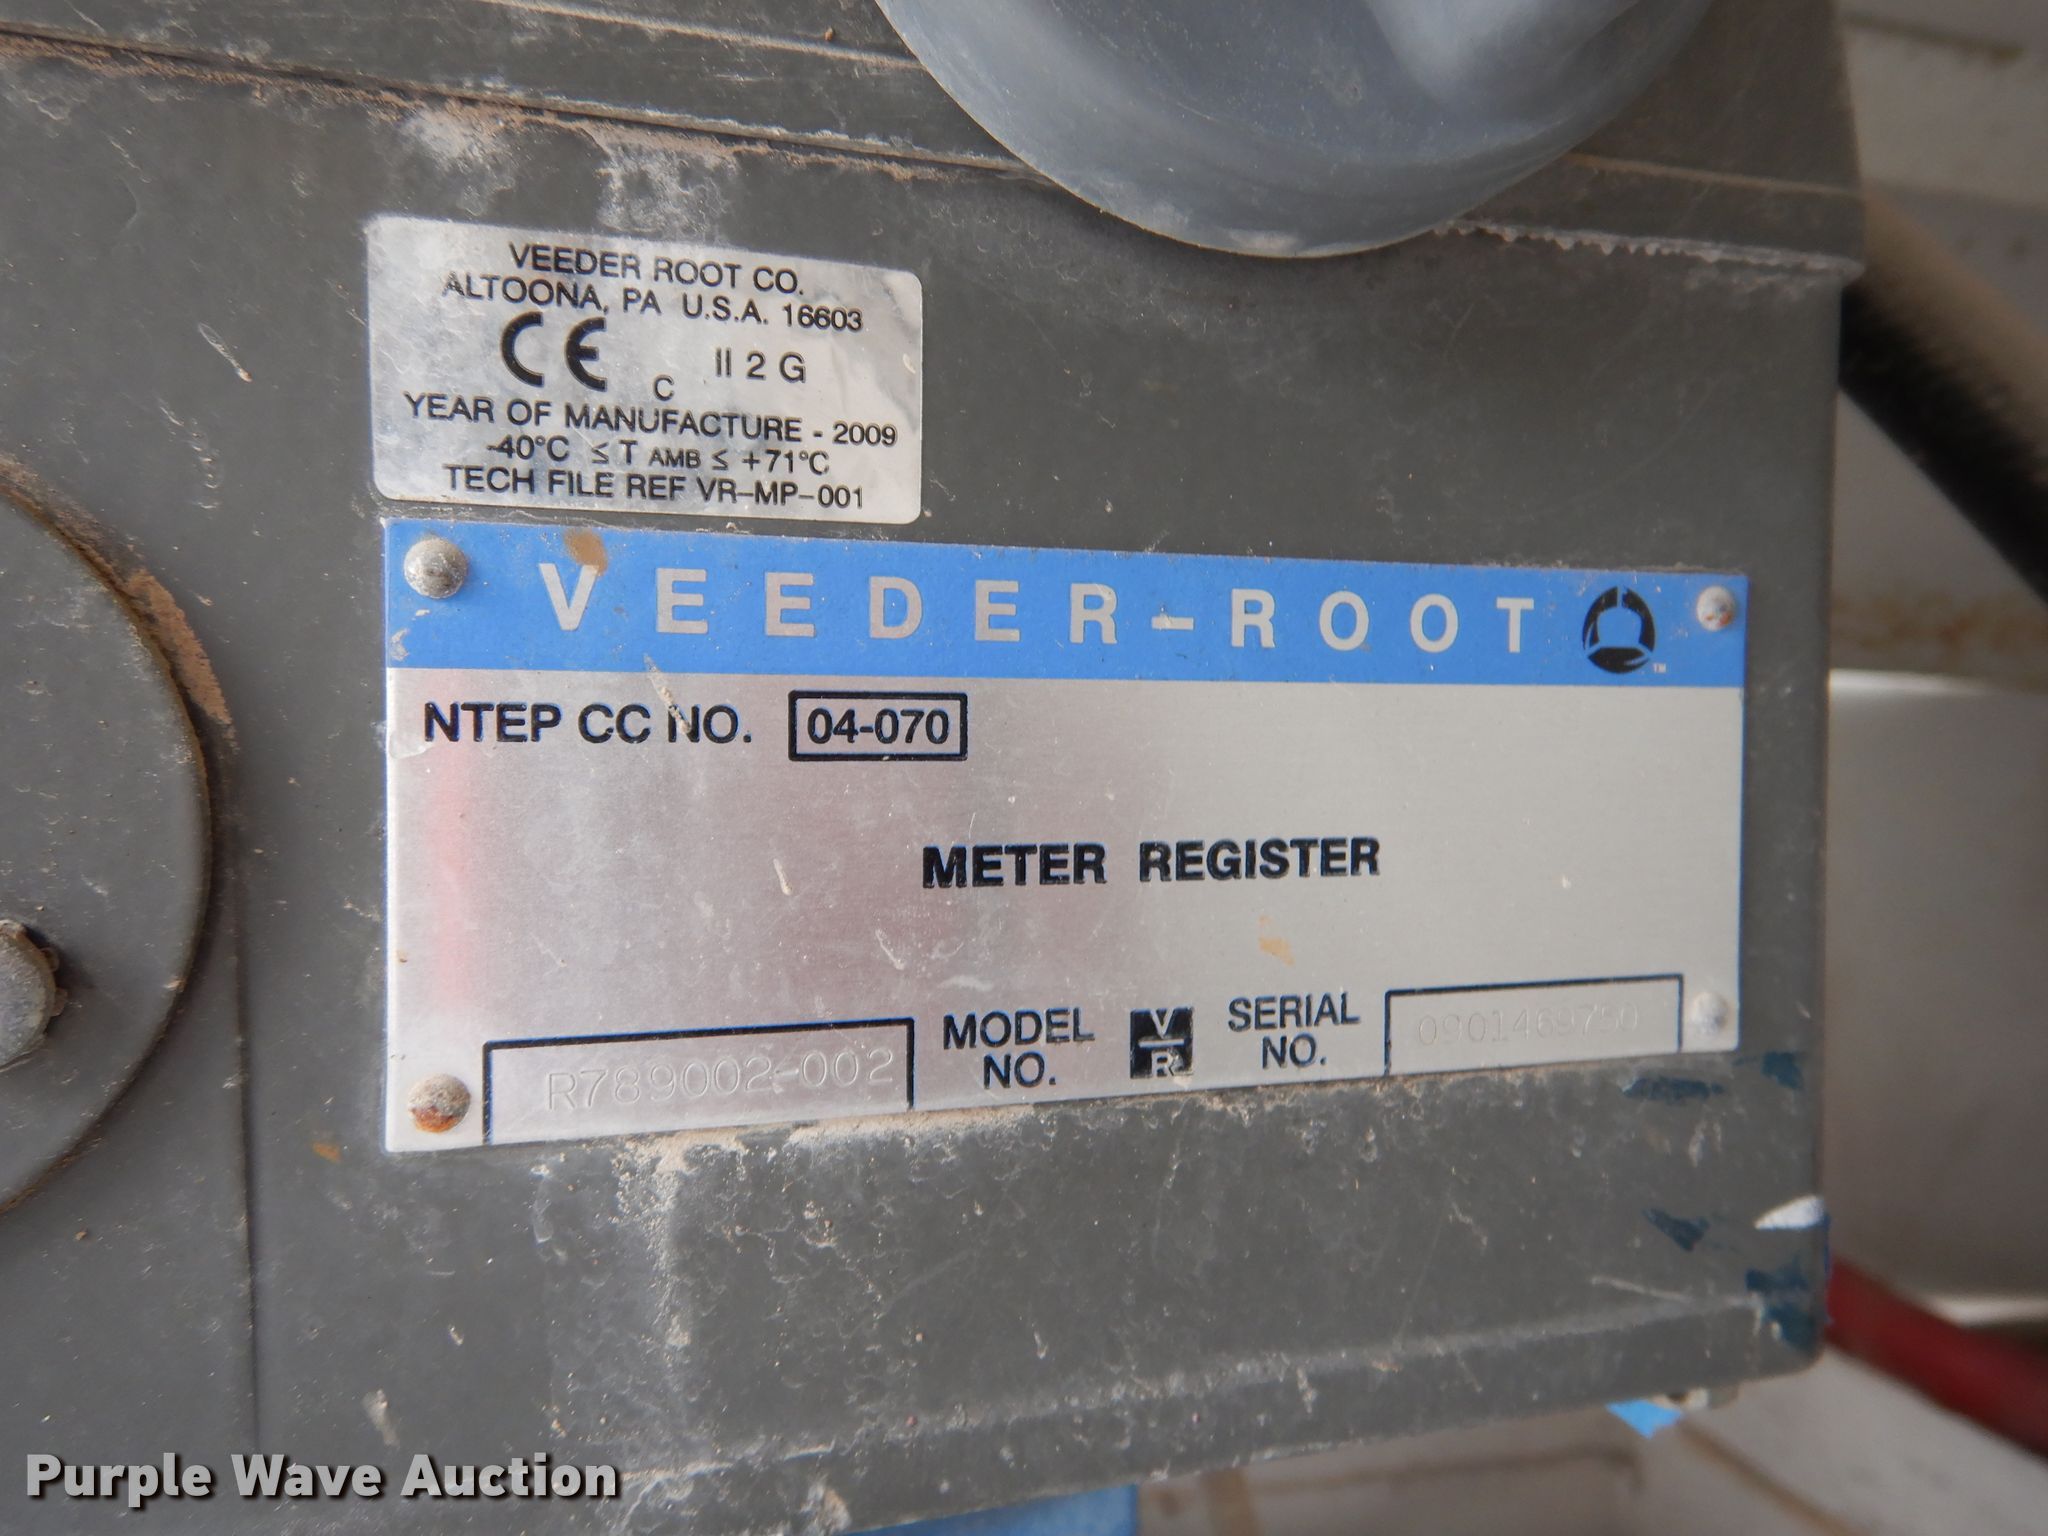 VEEDER ROOT CO.
ALTOONA, PA U.S.A. 16603
CE II 2 G
C
YEAR OF MANUFACTURE - 2009
-40°C ≤ T AMB ≤ +71°C
TECH FILE REF VR-MP-001
VEEDER-ROOT ™
NTEP CC NO. 04-070
METER REGISTER
R789002-002 MODEL NO. V/R SERIAL NO. 0901469750
Purple Wave Auction